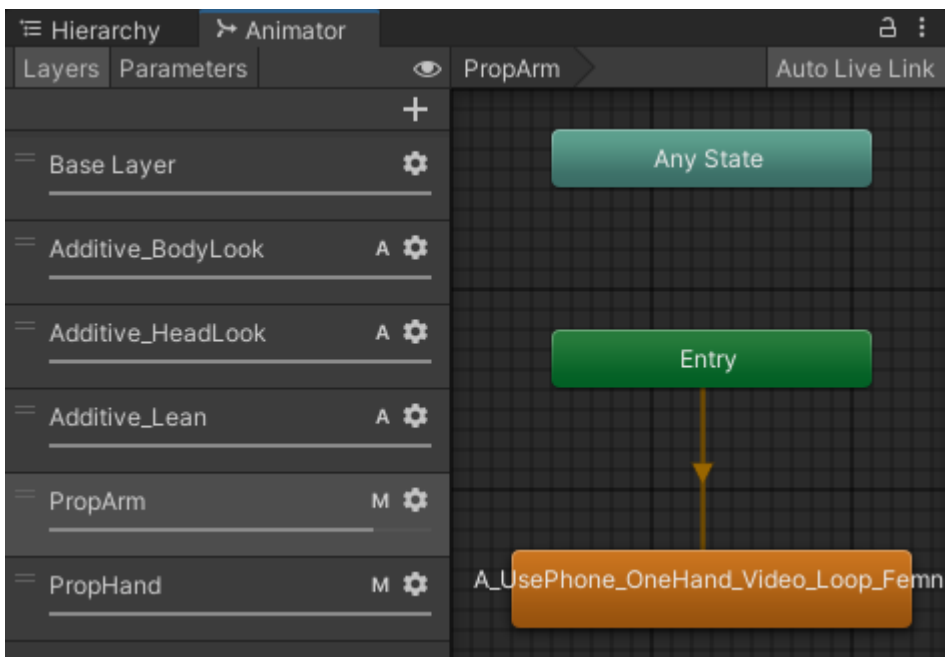 Hierarchy Animator
Layers Parameters PropArm Auto Live Link
Base Layer
Additive_BodyLook A
Additive_HeadLook A
Additive_Lean A
PropArm M
PropHand M
Any State
Entry
A_UsePhone_OneHand_Video_Loop_Femn